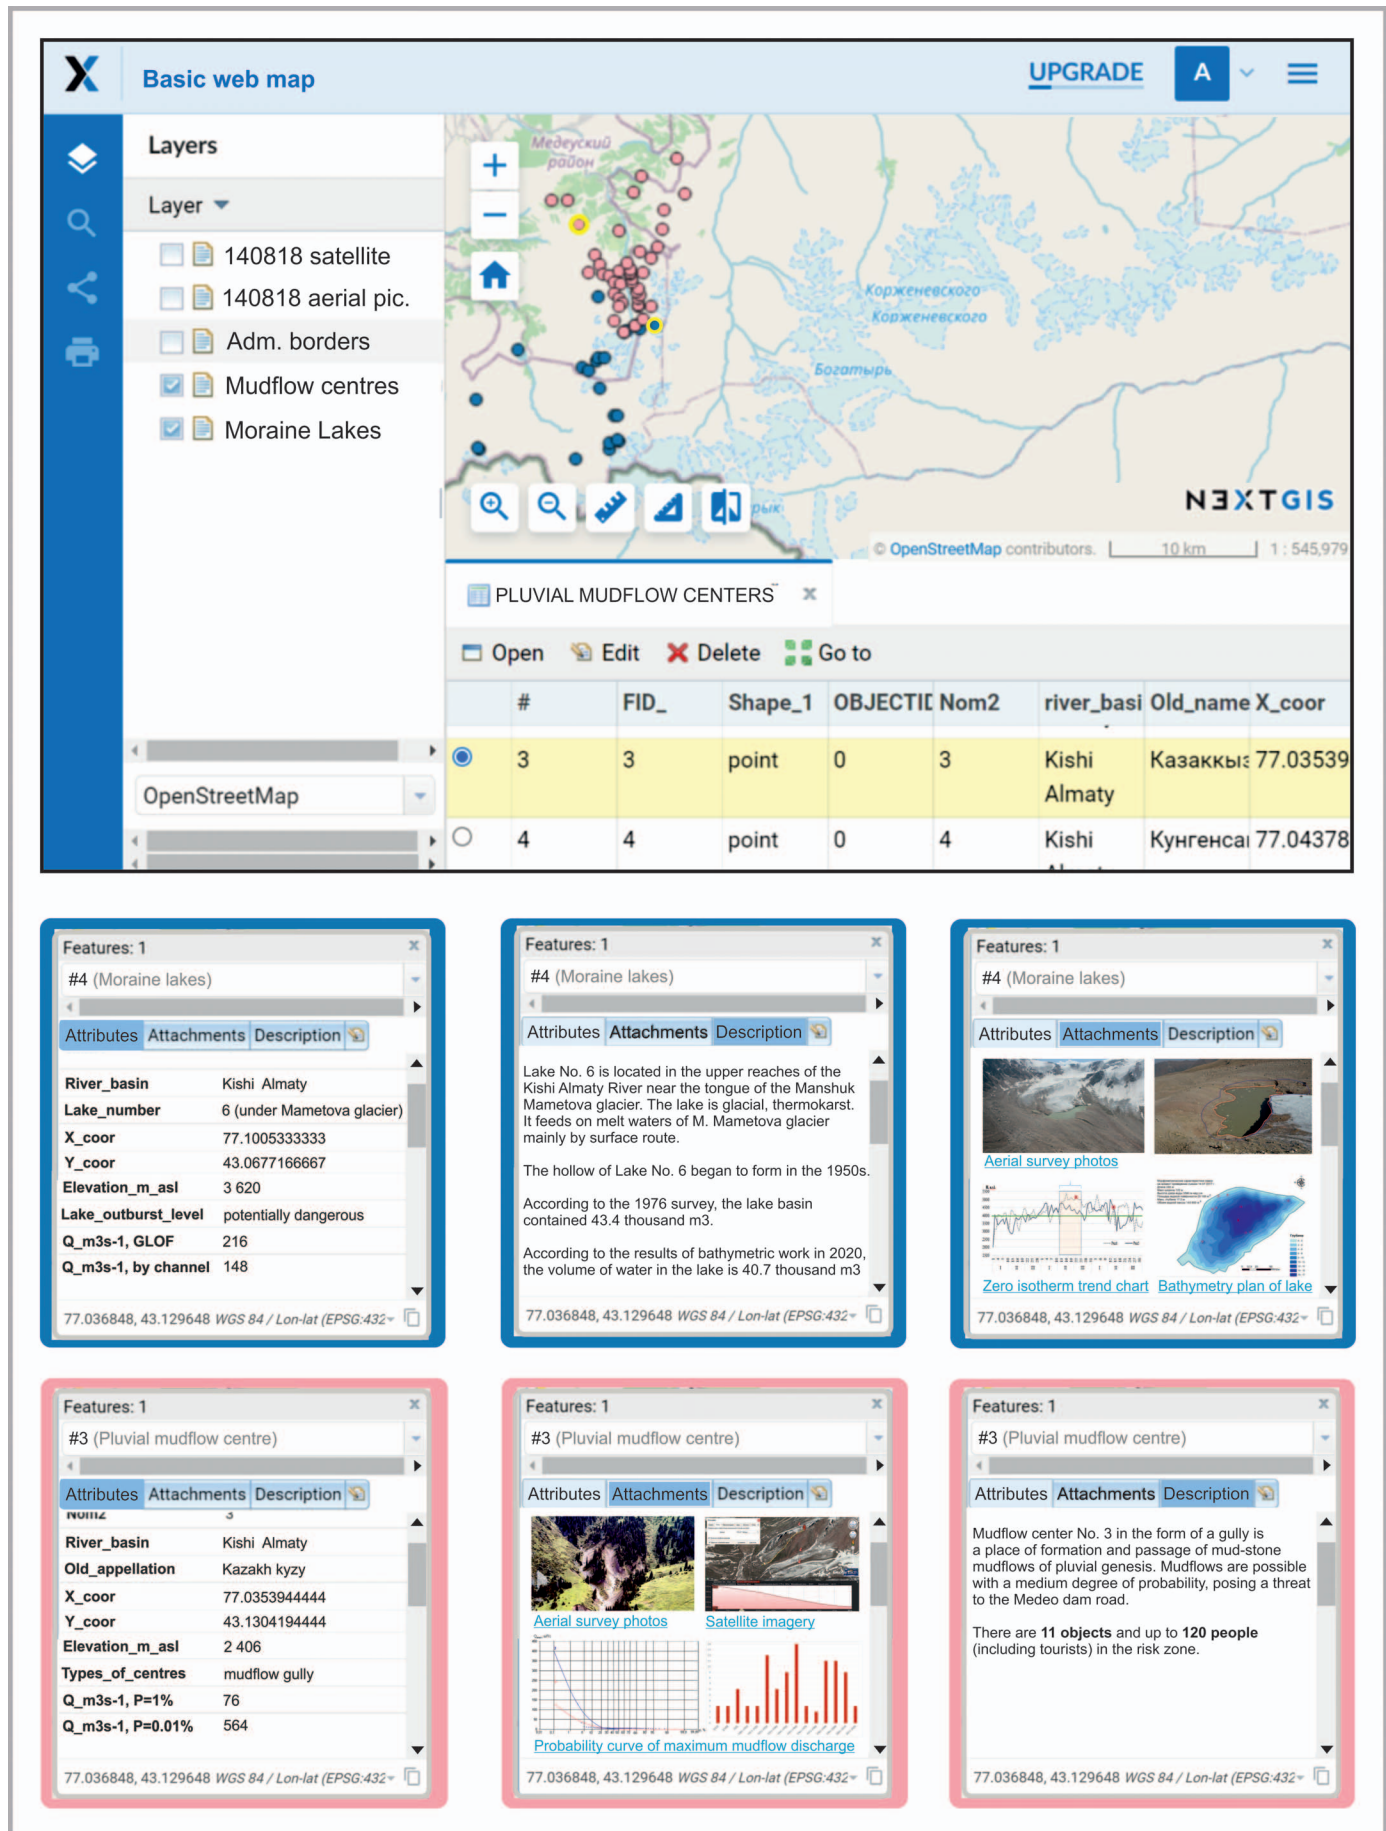 X
Basic web map
UPGRADE
A
Layers
Layer
140818 satellite
140818 aerial pic.
Adm. borders
Mudflow centres
Moraine Lakes
OpenStreetMap
+
−
Медеуский
район
Корженевского
Корженевского
Богатырь
NEXTGIS
© OpenStreetMap contributors.
10 km
1 : 545,979
PLUVIAL MUDFLOW CENTERS
x
Open Edit Delete Go to
# FID_ Shape_1 OBJECTID Nom2 river_basi Old_name X_coor
3 3 point 0 3 Kishi Almaty Казаккыз 77.03539
4 4 point 0 4 Kishi Кунгенсаі 77.04378
Features: 1 x
#4 (Moraine lakes)
Attributes Attachments Description
River_basin Kishi Almaty
Lake_number 6 (under Mametova glacier)
X_coor 77.1005333333
Y_coor 43.0677166667
Elevation_m_asl 3 620
Lake_outburst_level potentially dangerous
Q_m3s-1, GLOF 216
Q_m3s-1, by channel 148
77.036848, 43.129648 WGS 84 / Lon-lat (EPSG:432
Features: 1 x
#4 (Moraine lakes)
Attributes Attachments Description
Lake No. 6 is located in the upper reaches of the
Kishi Almaty River near the tongue of the Manshuk
Mametova glacier. The lake is glacial, thermokarst.
It feeds on melt waters of M. Mametova glacier
mainly by surface route.
The hollow of Lake No. 6 began to form in the 1950s.
According to the 1976 survey, the lake basin
contained 43.4 thousand m3.
According to the results of bathymetric work in 2020,
the volume of water in the lake is 40.7 thousand m3
77.036848, 43.129648 WGS 84 / Lon-lat (EPSG:432
Features: 1 x
#4 (Moraine lakes)
Attributes Attachments Description
Aerial survey photos
Zero isotherm trend chart Bathymetry plan of lake
77.036848, 43.129648 WGS 84 / Lon-lat (EPSG:432
Features: 1 x
#3 (Pluvial mudflow centre)
Attributes Attachments Description
Nom2 3
River_basin Kishi Almaty
Old_appellation Kazakh kyzy
X_coor 77.0353944444
Y_coor 43.1304194444
Elevation_m_asl 2 406
Types_of_centres mudflow gully
Q_m3s-1, P=1% 76
Q_m3s-1, P=0.01% 564
77.036848, 43.129648 WGS 84 / Lon-lat (EPSG:432
Features: 1 x
#3 (Pluvial mudflow centre)
Attributes Attachments Description
Aerial survey photos Satellite imagery
Probability curve of maximum mudflow discharge
77.036848, 43.129648 WGS 84 / Lon-lat (EPSG:432
Features: 1 x
#3 (Pluvial mudflow centre)
Attributes Attachments Description
Mudflow center No. 3 in the form of a gully is
a place of formation and passage of mud-stone
mudflows of pluvial genesis. Mudflows are possible
with a medium degree of probability, posing a threat
to the Medeo dam road.
There are 11 objects and up to 120 people
(including tourists) in the risk zone.
77.036848, 43.129648 WGS 84 / Lon-lat (EPSG:432